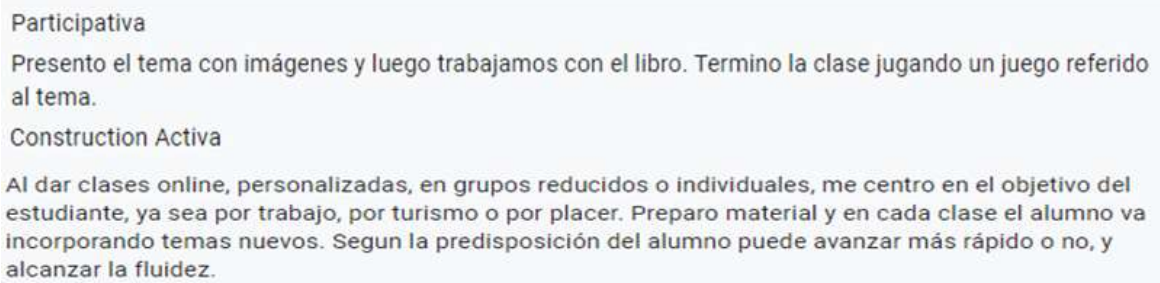 Participativa
Presento el tema con imágenes y luego trabajamos con el libro. Termino la clase jugando un juego referido
al tema.
Construction Activa
Al dar clases online, personalizadas, en grupos reducidos o individuales, me centro en el objetivo del
estudiante, ya sea por trabajo, por turismo o por placer. Preparo material y en cada clase el alumno va
incorporando temas nuevos. Segun la predisposición del alumno puede avanzar más rápido o no, y
alcanzar la fluidez.